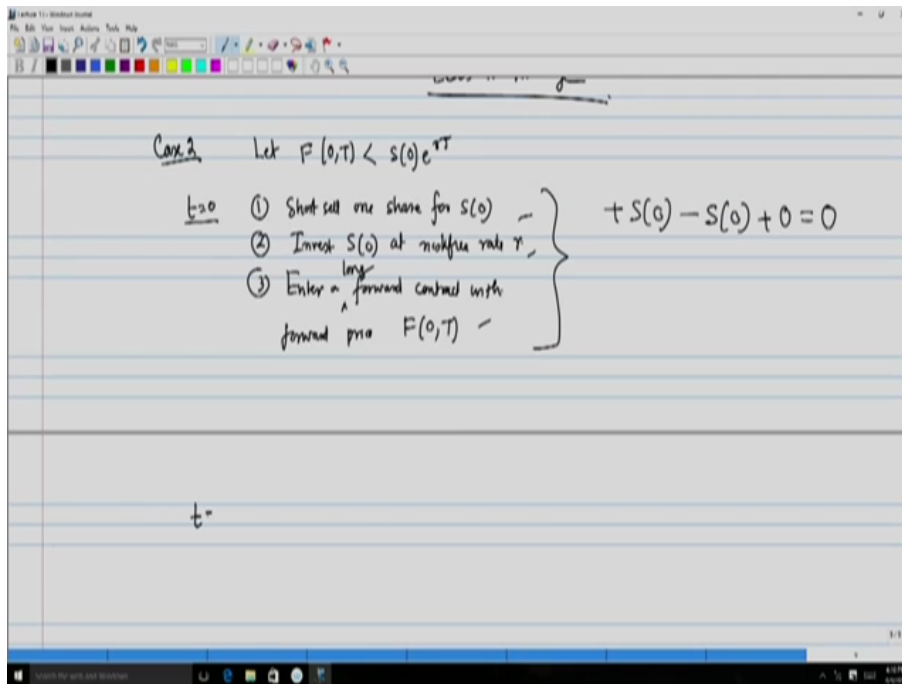 Case 2 Let F(0,T) < S(0)e^{rT}
t=0 ① Short sell one share for S(0)
② Invest S(0) at riskfree rate r,
③ Enter a long forward contract with
forward price F(0,T)
+ S(0) − S(0) + 0 = 0
t=